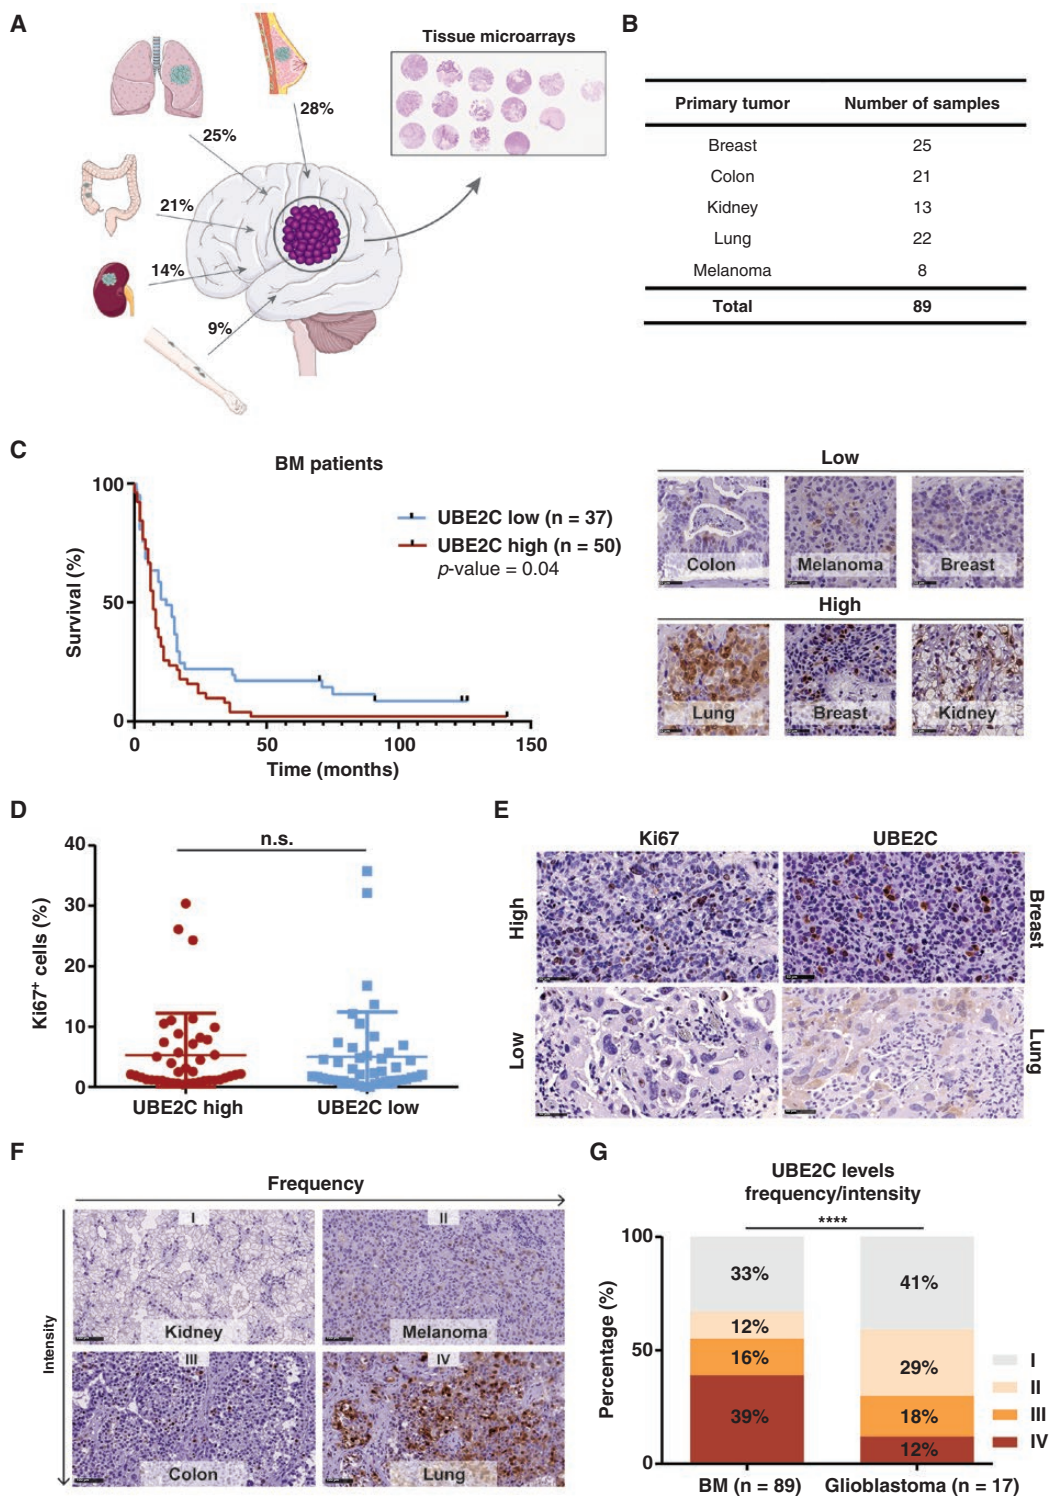 A
28%
25%
21%
14%
9%
Tissue microarrays
B
Primary tumor Number of samples
Breast 25
Colon 21
Kidney 13
Lung 22
Melanoma 8
Total 89
C
BM patients
100
50
0
Survival (%)
0 50 100 150
Time (months)
UBE2C low (n = 37)
UBE2C high (n = 50)
p-value = 0.04
Low
Colon Melanoma Breast
High
Lung Breast Kidney
D
n.s.
40
30
20
10
0
Ki67+ cells (%)
UBE2C high UBE2C low
E
Ki67 UBE2C
High
Breast
Low
Lung
F
Frequency
Intensity
I
Kidney
II
Melanoma
III
Colon
IV
Lung
G
UBE2C levels
frequency/intensity
****
100
50
0
Percentage (%)
33%
12%
16%
39%
41%
29%
18%
12%
BM (n = 89) Glioblastoma (n = 17)
I
II
III
IV